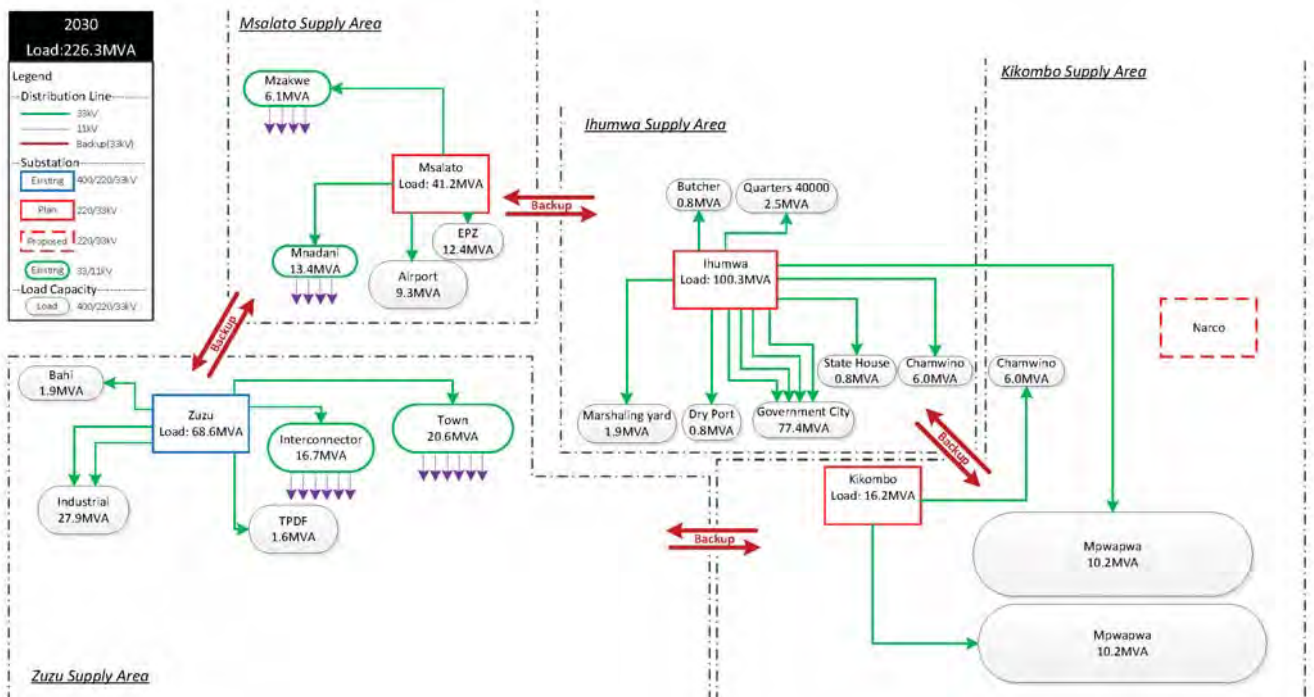 2030
Load:226.3MVA
Legend
Distribution Line
33kV
11kV
Backup(33kV)
Substation
Existing 400/220/33kV
Plan 220/33kV
Proposed 220/33kV
Existing 33/11kV
Load Capacity
Load 400/220/33kV
Msalato Supply Area
Mzakwe
6.1MVA
Msalato
Load: 41.2MVA
EPZ
12.4MVA
Mnadani
13.4MVA
Airport
9.3MVA
Backup
Backup
Ihumwa Supply Area
Butcher
0.8MVA
Quarters 40000
2.5MVA
Ihumwa
Load: 100.3MVA
State House
0.8MVA
Chamwino
6.0MVA
Marshaling yard
1.9MVA
Dry Port
0.8MVA
Government City
77.4MVA
Kikombo Supply Area
Narco
Chamwino
6.0MVA
Backup
Kikombo
Load: 16.2MVA
Mpwapwa
10.2MVA
Mpwapwa
10.2MVA
Backup
Bahi
1.9MVA
Zuzu
Load: 68.6MVA
Interconnector
16.7MVA
Town
20.6MVA
Industrial
27.9MVA
TPDF
1.6MVA
Zuzu Supply Area